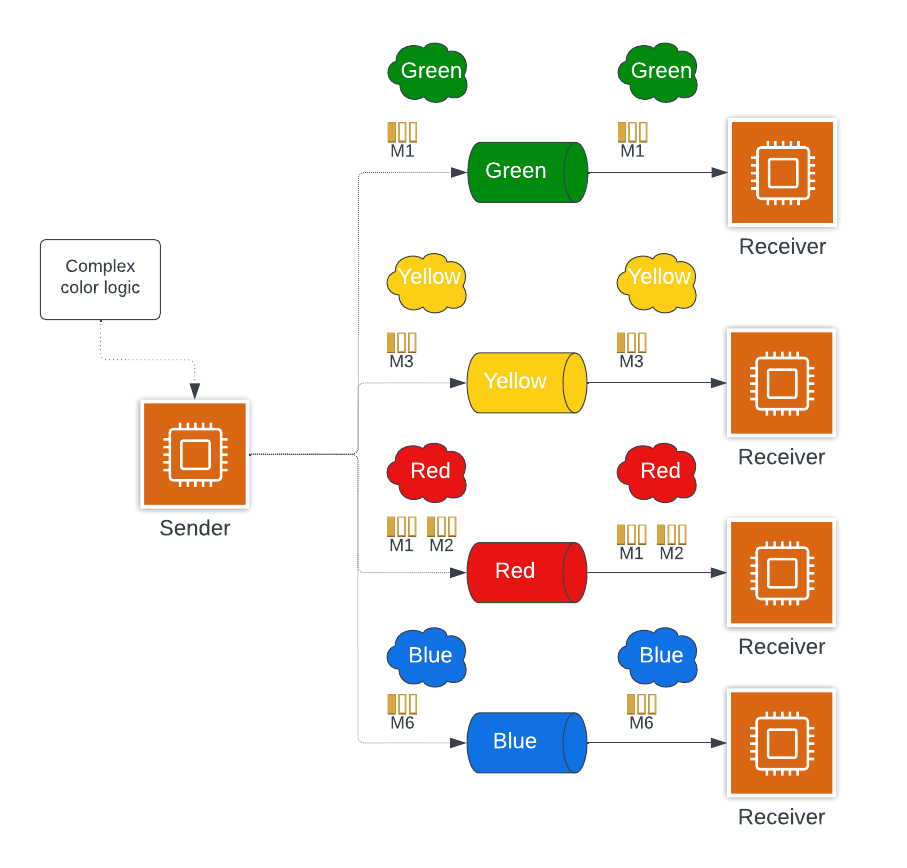 Green
Green
M1
M1
Green
Receiver
Complex
color logic
Yellow
Yellow
M3
M3
Yellow
Receiver
Sender
Red
Red
M1 M2
M1 M2
Red
Receiver
Blue
Blue
M6
M6
Blue
Receiver